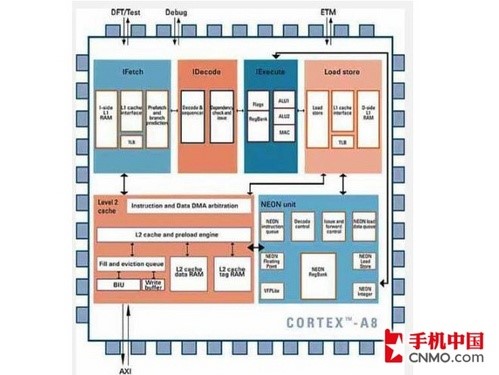 DFT/Test
Debug
ETM
IFetch
IDecode
IExecute
Load store
I-side
L1
RAM
L1 cache
interface
Prefetch
and
branch
prediction
TLB
Decode &
sequencer
Dependency
check and
issue
Flags
RegBank
ALU1
ALU2
MAC
Load
store
L1 cache
interface
D-side
L1
RAM
TLB
Level 2
cache
Instruction and Data DMA arbitration
L2 cache and preload engine
Fill and eviction queue
BIU
Write
buffer
L2 cache
data RAM
L2 cache
tag RAM
NEON unit
NEON
instruction
queue
Decode
control
Issue and
forward
control
NEON load
data queue
NEON
Floating
Point
VFPLite
NEON
RegBank
NEON
Load
Store
NEON
Integer
CORTEX™-A8
AXI
手机中国
CNMO.com